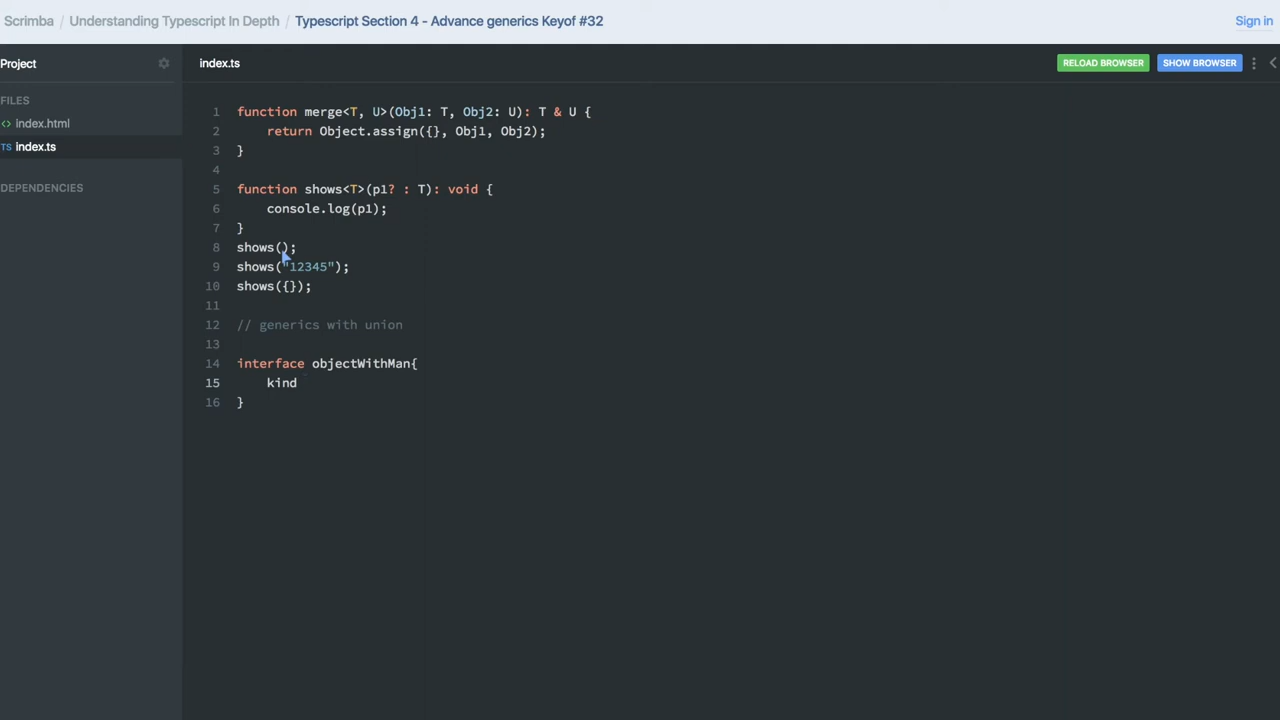 Scrimba / Understanding Typescript In Depth / Typescript Section 4 - Advance generics Keyof #32
Sign in
Project
index.ts
RELOAD BROWSER
SHOW BROWSER
FILES
<> index.html
TS index.ts
DEPENDENCIES
1 function merge<T, U>(Obj1: T, Obj2: U): T & U {
2     return Object.assign({}, Obj1, Obj2);
3 }
4
5 function shows<T>(p1? : T): void {
6     console.log(p1);
7 }
8 shows();
9 shows("12345");
10 shows({});
11
12 // generics with union
13
14 interface objectWithMan{
15     kind
16 }